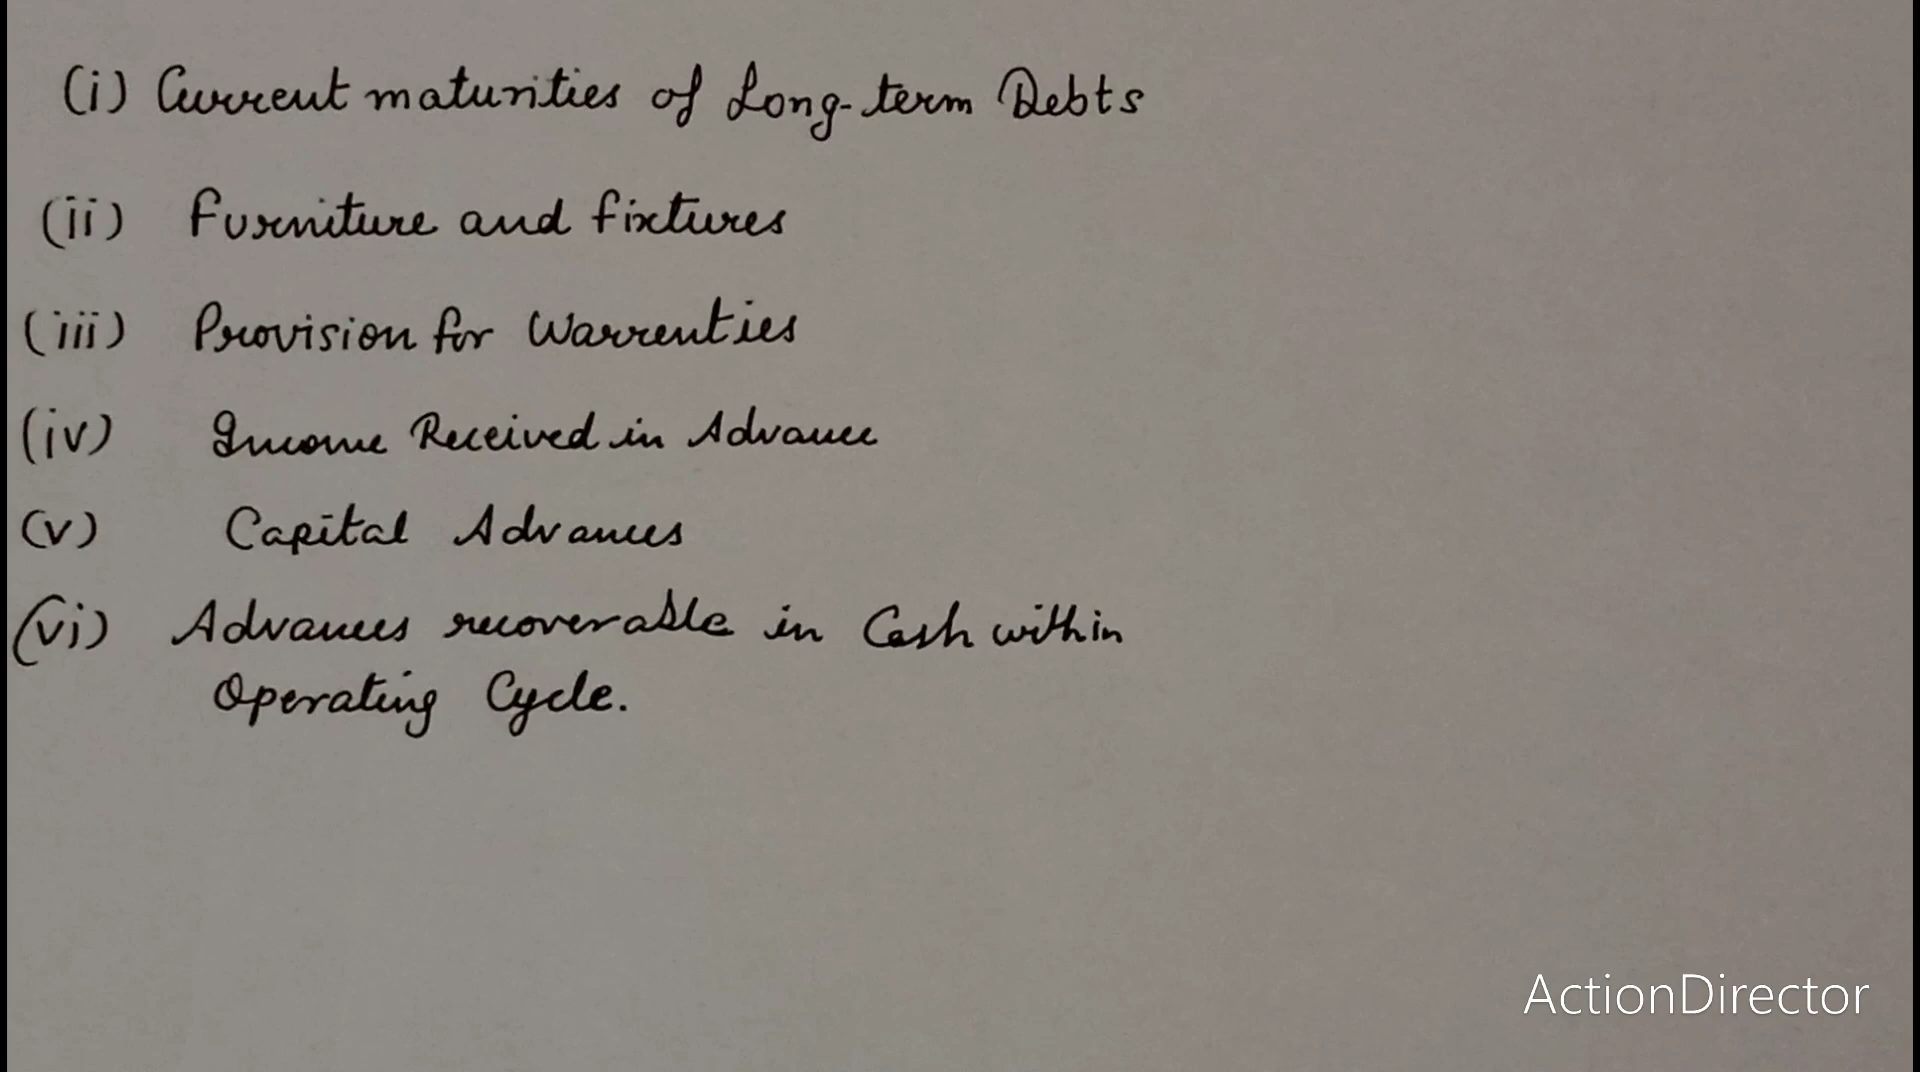 (i) Current maturities of Long-term Debts
(ii) Furniture and fixtures
(iii) Provision for Warrenties
(iv) Income Received in Advance
(v) Capital Advances
(vi) Advances recoverable in Cash within
Operating Cycle.
ActionDirector